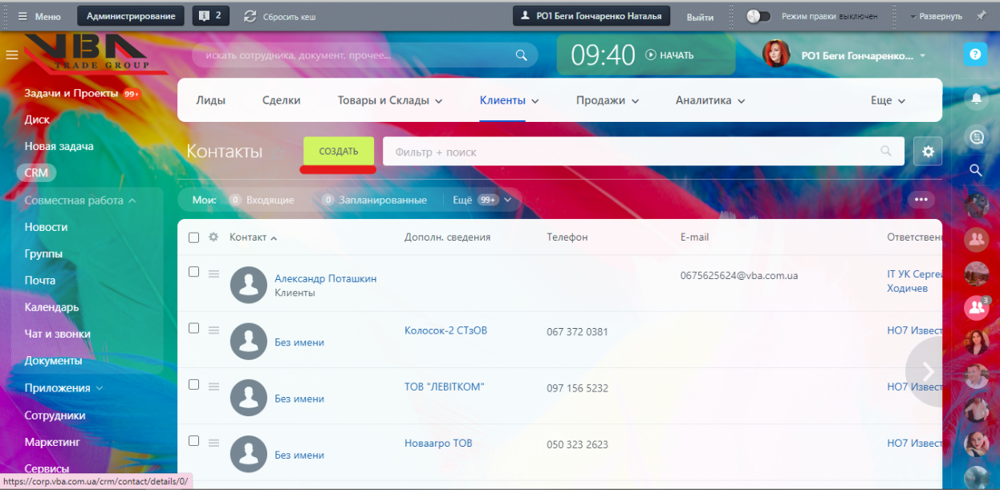 Меню Администрирование 2 Сбросить кеш РО1 Беги Гончаренко Наталья Выйти Режим правки выключен Развернуть
VBA
TRADE GROUP
искать сотрудника, документ, прочее...
09:40 НАЧАТЬ
РО1 Беги Гончаренко...
?
Задачи и Проекты 99+
Диск
Новая задача
CRM
Совместная работа
Новости
Группы
Почта
Календарь
Чат и звонки
Документы
Приложения
Сотрудники
Маркетинг
Сервисы
Лиды Сделки Товары и Склады Клиенты Продажи Аналитика Еще
Контакты СОЗДАТЬ Фильтр + поиск
Мои: 0 Входящие 0 Запланированные Ещё 99+
Контакт Дополн. сведения Телефон E-mail Ответствен
Александр Поташкин 0675625624@vba.com.ua IT УК Сергей
Клиенты Ходичев
Без имени Колосок-2 СТзОВ 067 372 0381 НО7 Извест
Без имени ТОВ "ЛЕВІТКОМ" 097 156 5232 НО7 Извест
Без имени Новаагро ТОВ 050 323 2623 НО7 Извест
3
https://corp.vba.com.ua/crm/contact/details/0/